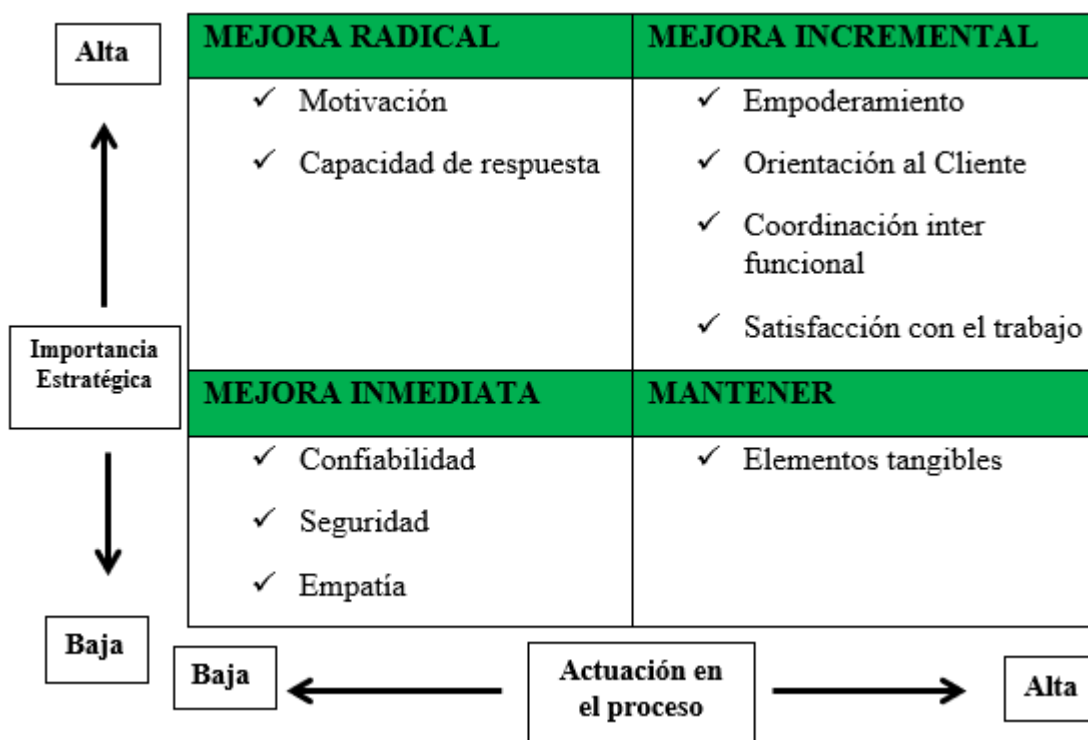 Alta
MEJORA RADICAL
MEJORA INCREMENTAL
✓ Motivación
✓ Capacidad de respuesta
✓ Empoderamiento
✓ Orientación al Cliente
✓ Coordinación inter
funcional
✓ Satisfacción con el trabajo
Importancia
Estratégica
MEJORA INMEDIATA
MANTENER
✓ Confiabilidad
✓ Seguridad
✓ Empatía
✓ Elementos tangibles
Baja
Baja
Actuación en
el proceso
Alta